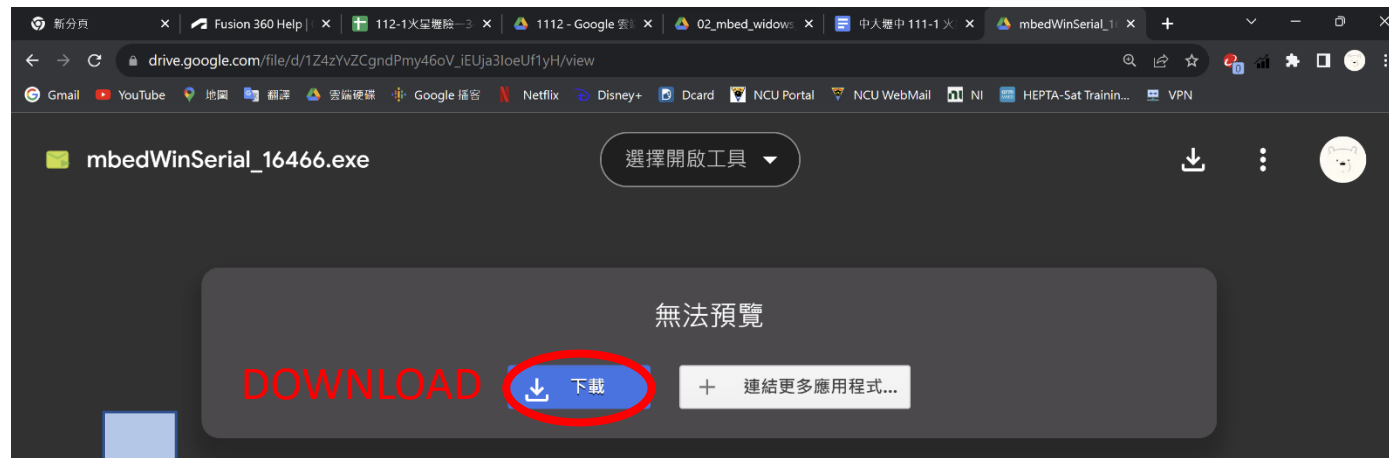 新分頁 Fusion 360 Help | 112-1火星歷險—3 1112 - Google 雲 02_mbed_widows 中大壢中 111-1 火 mbedWinSerial_1
drive.google.com/file/d/1Z4zYvZCgndPmy46oV_iEUja3IoeUf1yH/view
Gmail YouTube 地圖 翻譯 雲端硬碟 Google 播客 Netflix Disney+ Dcard NCU Portal NCU WebMail NI HEPTA-Sat Trainin... VPN
mbedWinSerial_16466.exe 選擇開啟工具
無法預覽
DOWNLOAD 下載 連結更多應用程式...